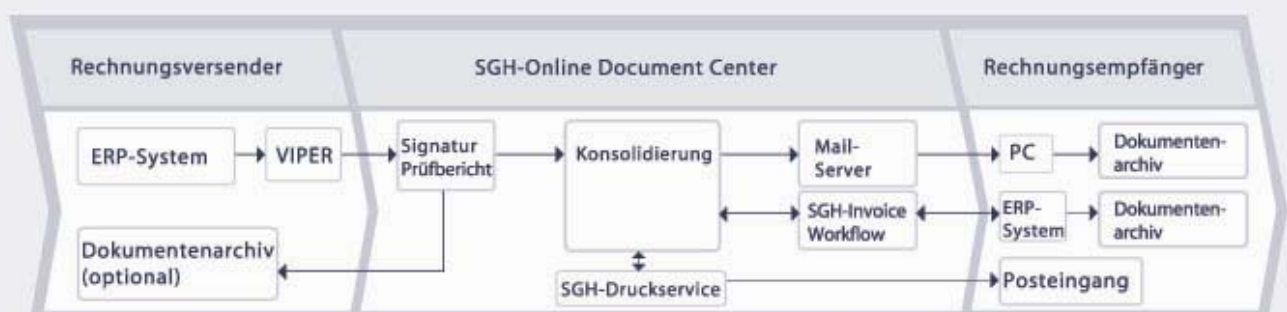 Rechnungsversender
SGH-Online Document Center
Rechnungsempfänger
ERP-System
VIPER
Signatur
Prüfbericht
Konsolidierung
Mail-
Server
PC
Dokumenten-
archiv
SGH-Invoice
Workflow
ERP-
System
Dokumenten-
archiv
Dokumentenarchiv
(optional)
SGH-Druckservice
Posteingang